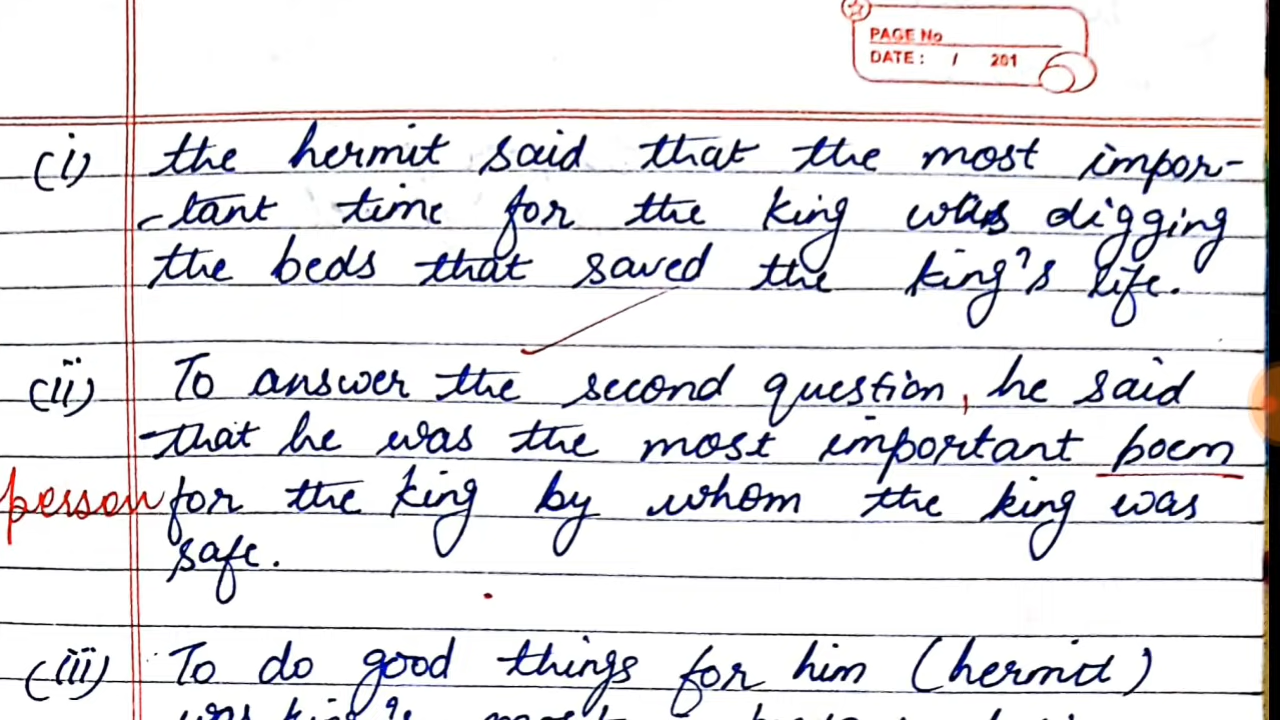 PAGE No
DATE : / 201
(i) the hermit said that the most impor-
-tant time for the king was digging
the beds that saved the king's life.
(ii) To answer the second question, he said
-that he was the most important poem
person for the king by whom the king was
safe.
(iii) To do good things for him (hermit)
was king's most